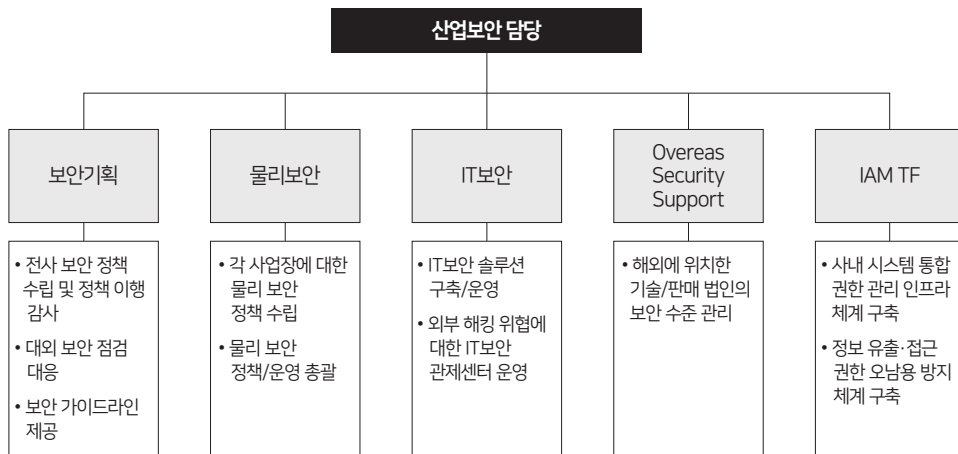 산업보안 담당
보안기획
물리보안
IT보안
Overeas
Security
Support
IAM TF
• 전사 보안 정책
수립 및 정책 이행
감사
• 대외 보안 점검
대응
• 보안 가이드라인
제공
• 각 사업장에 대한
물리 보안
정책 수립
• 물리 보안
정책/운영 총괄
• IT보안 솔루션
구축/운영
• 외부 해킹 위협에
대한 IT보안
관제센터 운영
• 해외에 위치한
기술/판매 법인의
보안 수준 관리
• 사내 시스템 통합
권한 관리 인프라
체계 구축
• 정보 유출·접근
권한 오남용 방지
체계 구축